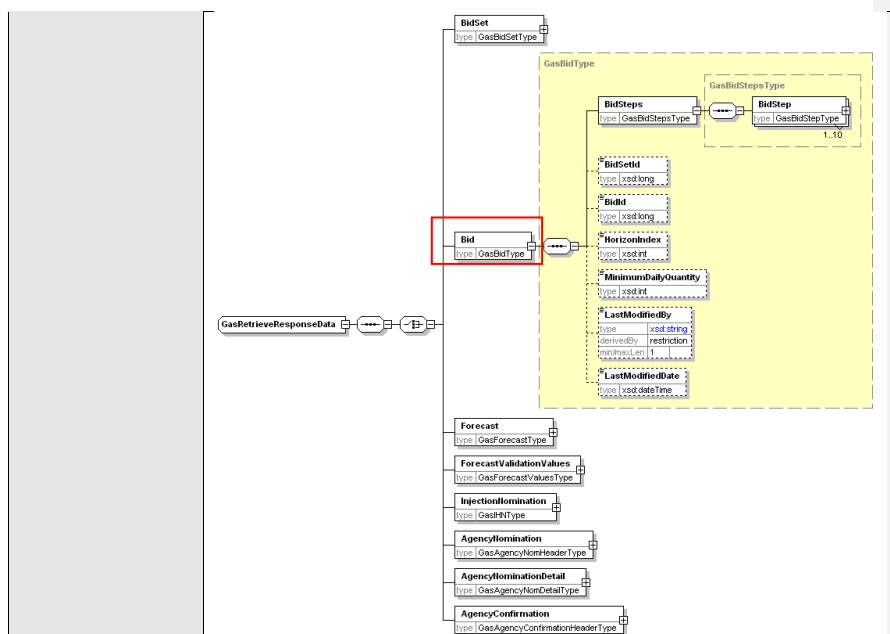 BidSet
type GasBidSetType
GasBidType
GasBidStepsType
BidSteps
type GasBidStepsType
BidStep
type GasBidStepType
1..10
BidSetId
type xsd:long
BidId
type xsd:long
Bid
type GasBidType
HorizonIndex
type xsd:int
MinimumDailyQuantity
type xsd:int
GasRetrieveResponseData
LastModifiedBy
type xsd:string
derivedBy restriction
min/maxLen 1
LastModifiedDate
type xsd:dateTime
Forecast
type GasForecastType
ForecastValidationValues
type GasForecastValuesType
InjectionNomination
type GasIHNType
AgencyNomination
type GasAgencyNomHeaderType
AgencyNominationDetail
type GasAgencyNomDetailType
AgencyConfirmation
type GasAgencyConfirmationHeaderType